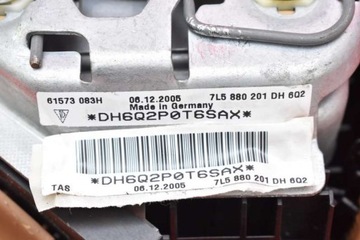 61573 083H 06.12.2005 7L5 880 201 DH 6Q2
Made in Germany
*DH6Q2P0T6SAX*
*DH6Q2P0T6SAX*
TAS 06.12.2005 7L5 880 201 DH 6Q2